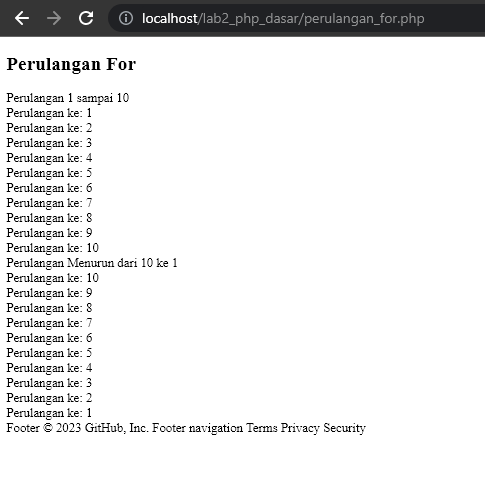 localhost/lab2_php_dasar/perulangan_for.php
Perulangan For
Perulangan 1 sampai 10
Perulangan ke: 1
Perulangan ke: 2
Perulangan ke: 3
Perulangan ke: 4
Perulangan ke: 5
Perulangan ke: 6
Perulangan ke: 7
Perulangan ke: 8
Perulangan ke: 9
Perulangan ke: 10
Perulangan Menurun dari 10 ke 1
Perulangan ke: 10
Perulangan ke: 9
Perulangan ke: 8
Perulangan ke: 7
Perulangan ke: 6
Perulangan ke: 5
Perulangan ke: 4
Perulangan ke: 3
Perulangan ke: 2
Perulangan ke: 1
Footer © 2023 GitHub, Inc. Footer navigation Terms Privacy Security